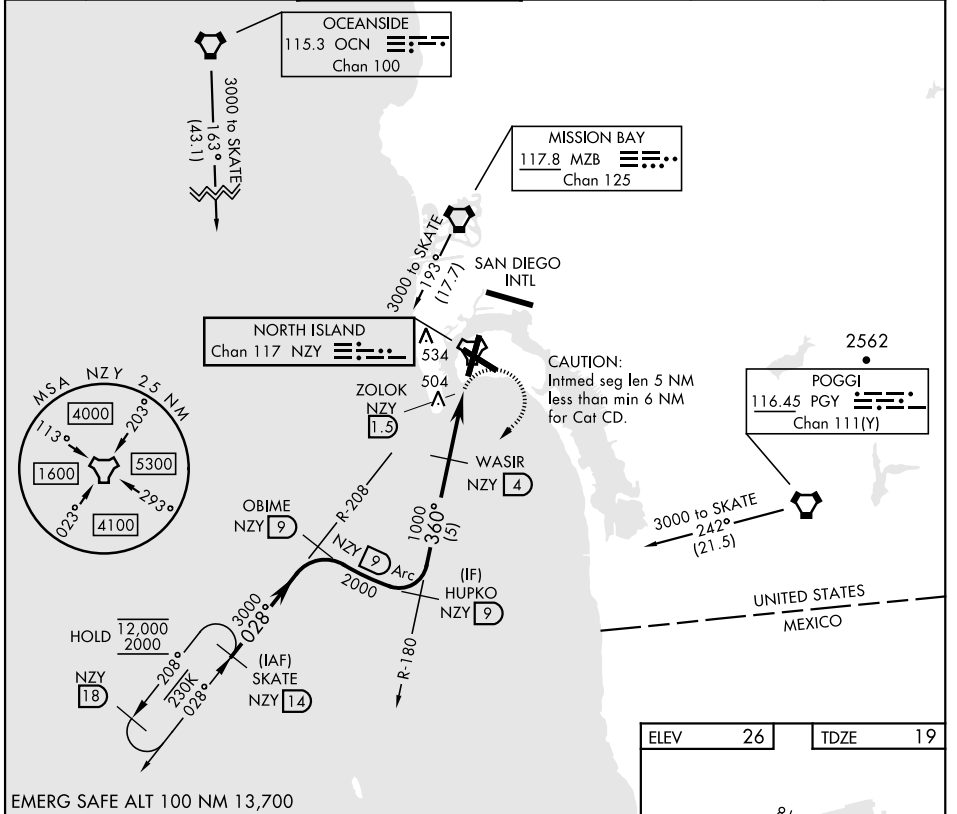 OCEANSIDE
115.3 OCN
Chan 100
3000 to SKATE
163°
(43.1)
MISSION BAY
117.8 MZB
Chan 125
3000 to SKATE
193°
(17.7)
SAN DIEGO
INTL
NORTH ISLAND
Chan 117 NZY
534
504
ZOLOK
NZY
1.5
CAUTION:
Intmed seg len 5 NM
less than min 6 NM
for Cat CD.
2562
POGGI
116.45 PGY
Chan 111(Y)
3000 to SKATE
242°
(21.5)
MSA NZY 25 NM
4000
113°
203°
1600
5300
023°
293°
4100
WASIR
NZY 4
OBIME
NZY 9
R-208
NZY 9 Arc
2000
1000
360°
(5)
(IF)
HUPKO
NZY 9
R-180
UNITED STATES
MEXICO
HOLD 12,000
2000
3000
028°
208°
230K
028°
(IAF)
SKATE
NZY 14
NZY
18
ELEV 26
TDZE 19
EMERG SAFE ALT 100 NM 13,700